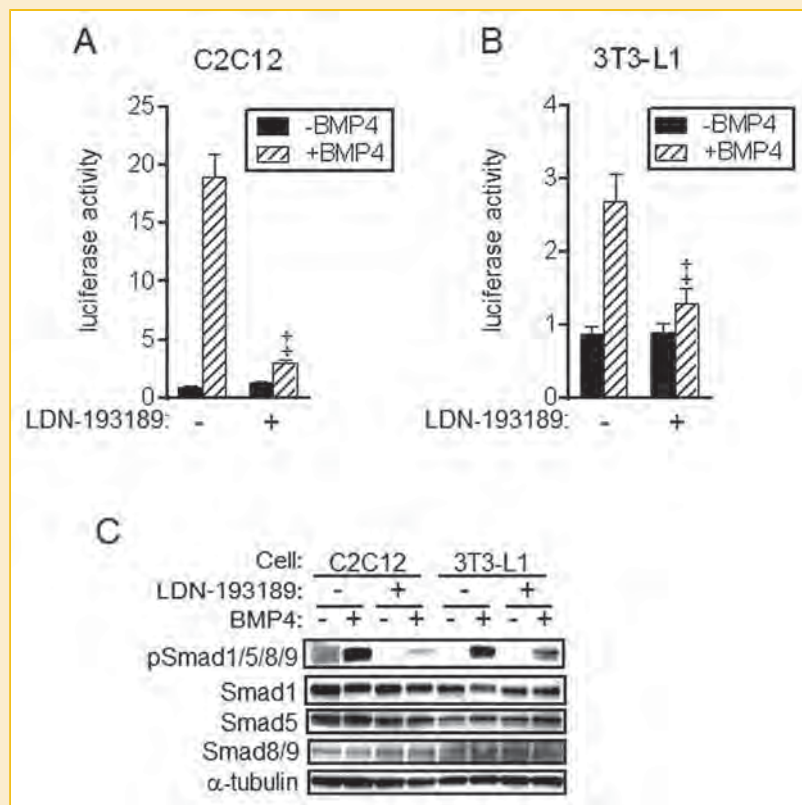 A
C2C12
25
20
15
10
5
0
luciferase activity
-BMP4
+BMP4
‡
LDN-193189: - +
B
3T3-L1
4
3
2
1
0
luciferase activity
-BMP4
+BMP4
‡
LDN-193189: - +
C
Cell: C2C12 3T3-L1
LDN-193189: - + - +
BMP4: - + - + - + - +
pSmad1/5/8/9
Smad1
Smad5
Smad8/9
α-tubulin